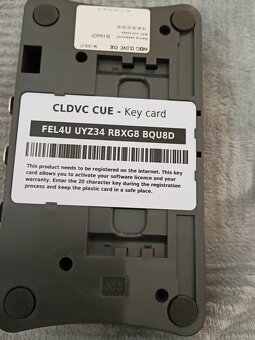 CLDVC CUE - Key card
FEL4U UYZ34 RBXG8 BQU8D
This product needs to be registered on the internet. This key card
allows you to activate your software licence and your
warranty. Enter the 20 character key during the registration
process and keep the plastic card in a safe place.